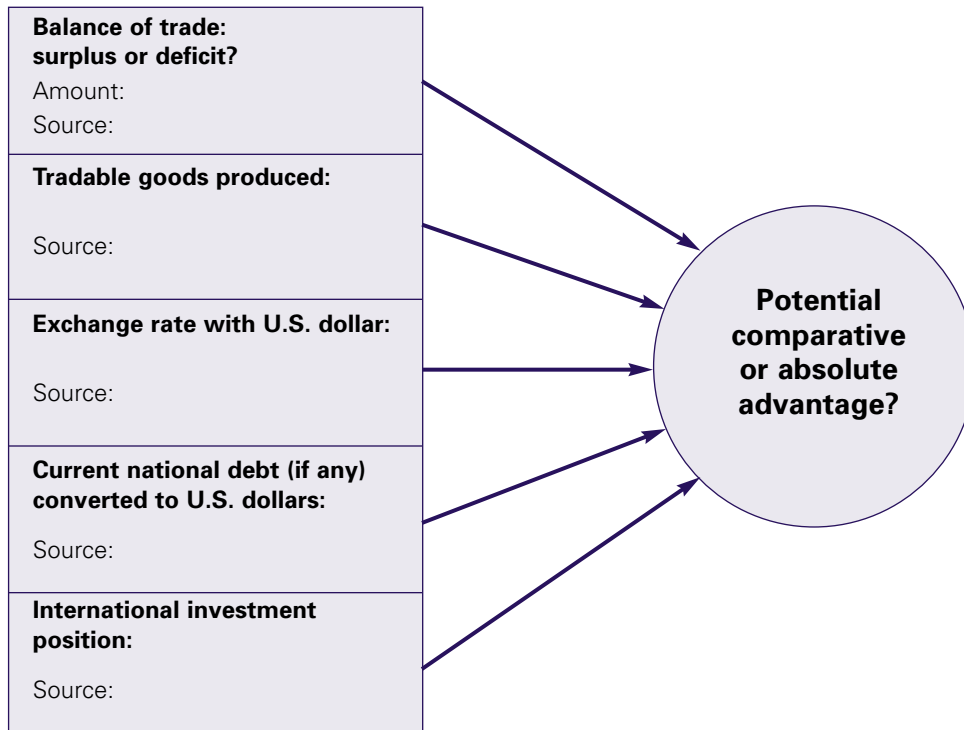 Balance of trade:
surplus or deficit?
Amount:
Source:
Tradable goods produced:
Source:
Exchange rate with U.S. dollar:
Source:
Current national debt (if any)
converted to U.S. dollars:
Source:
International investment
position:
Source:
Potential
comparative
or absolute
advantage?